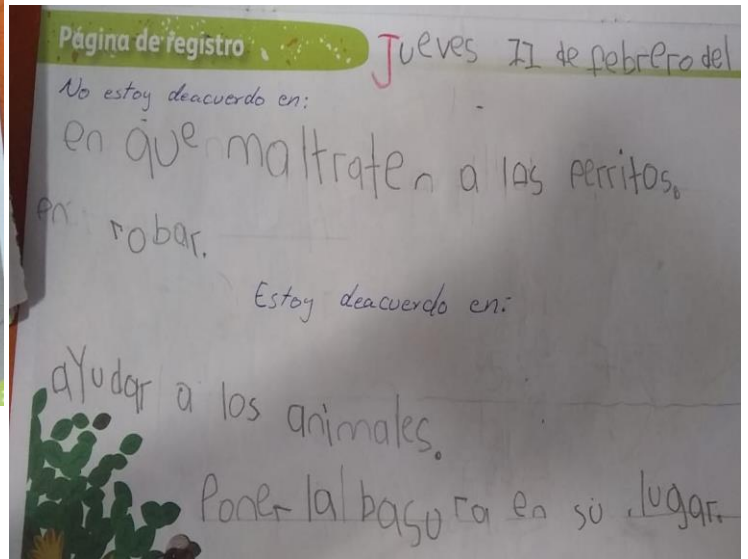 Página de registro
Jueves 11 de febrero del
No estoy deacuerdo en:
en que maltraten a los perritos.
en robar.
Estoy deacuerdo en:
ayudar a los animales.
Poner la basura en su lugar.